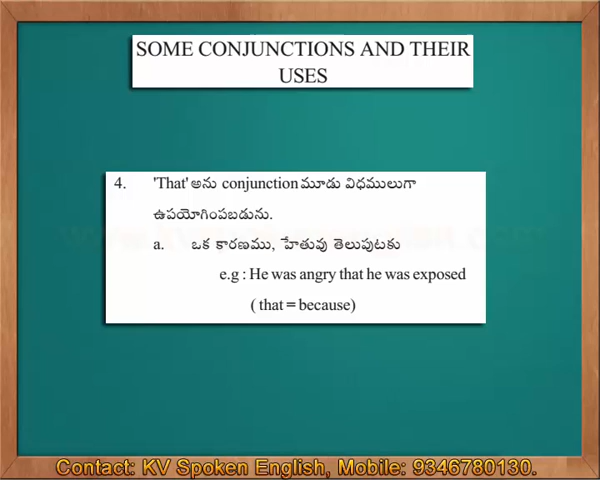 SOME CONJUNCTIONS AND THEIR
USES
4. 'That' అను conjunction మూడు విధములుగా
ఉపయోగింపబడును.
a. ఒక కారణము, హేతువు తెలుపుటకు
e.g : He was angry that he was exposed
( that = because)
Contact: KV Spoken English, Mobile: 9346780130.